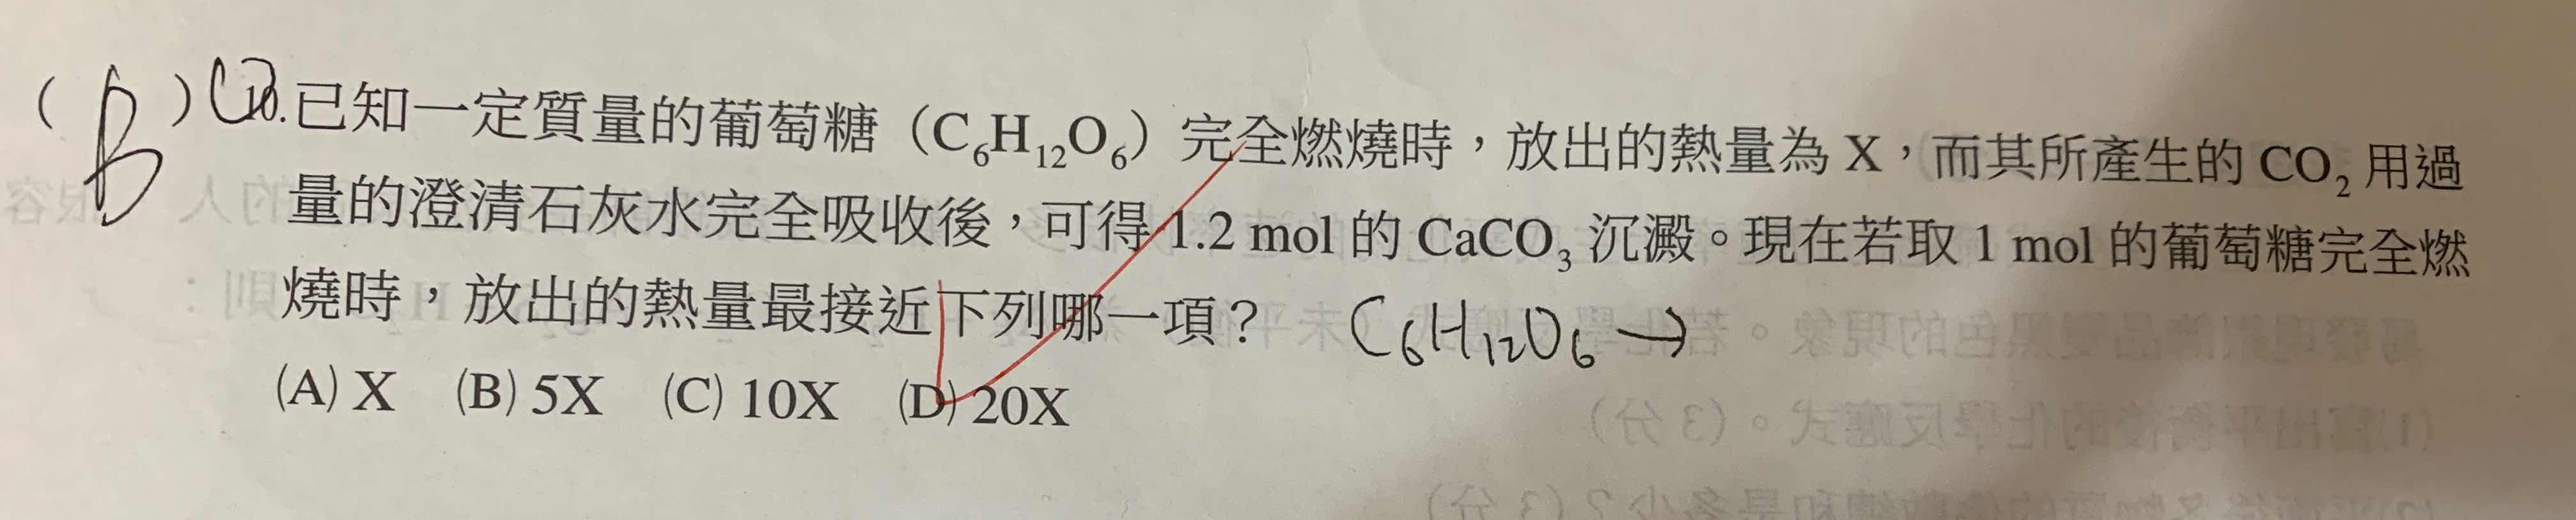 (B) 10.已知一定質量的葡萄糖（C₆H₁₂O₆）完全燃燒時，放出的熱量為 X，而其所產生的 CO₂ 用過
量的澄清石灰水完全吸收後，可得 1.2 mol 的 CaCO₃ 沉澱。現在若取 1 mol 的葡萄糖完全燃
燒時，放出的熱量最接近下列哪一項？ C₆H₁₂O₆ →
(A) X (B) 5X (C) 10X (D) 20X